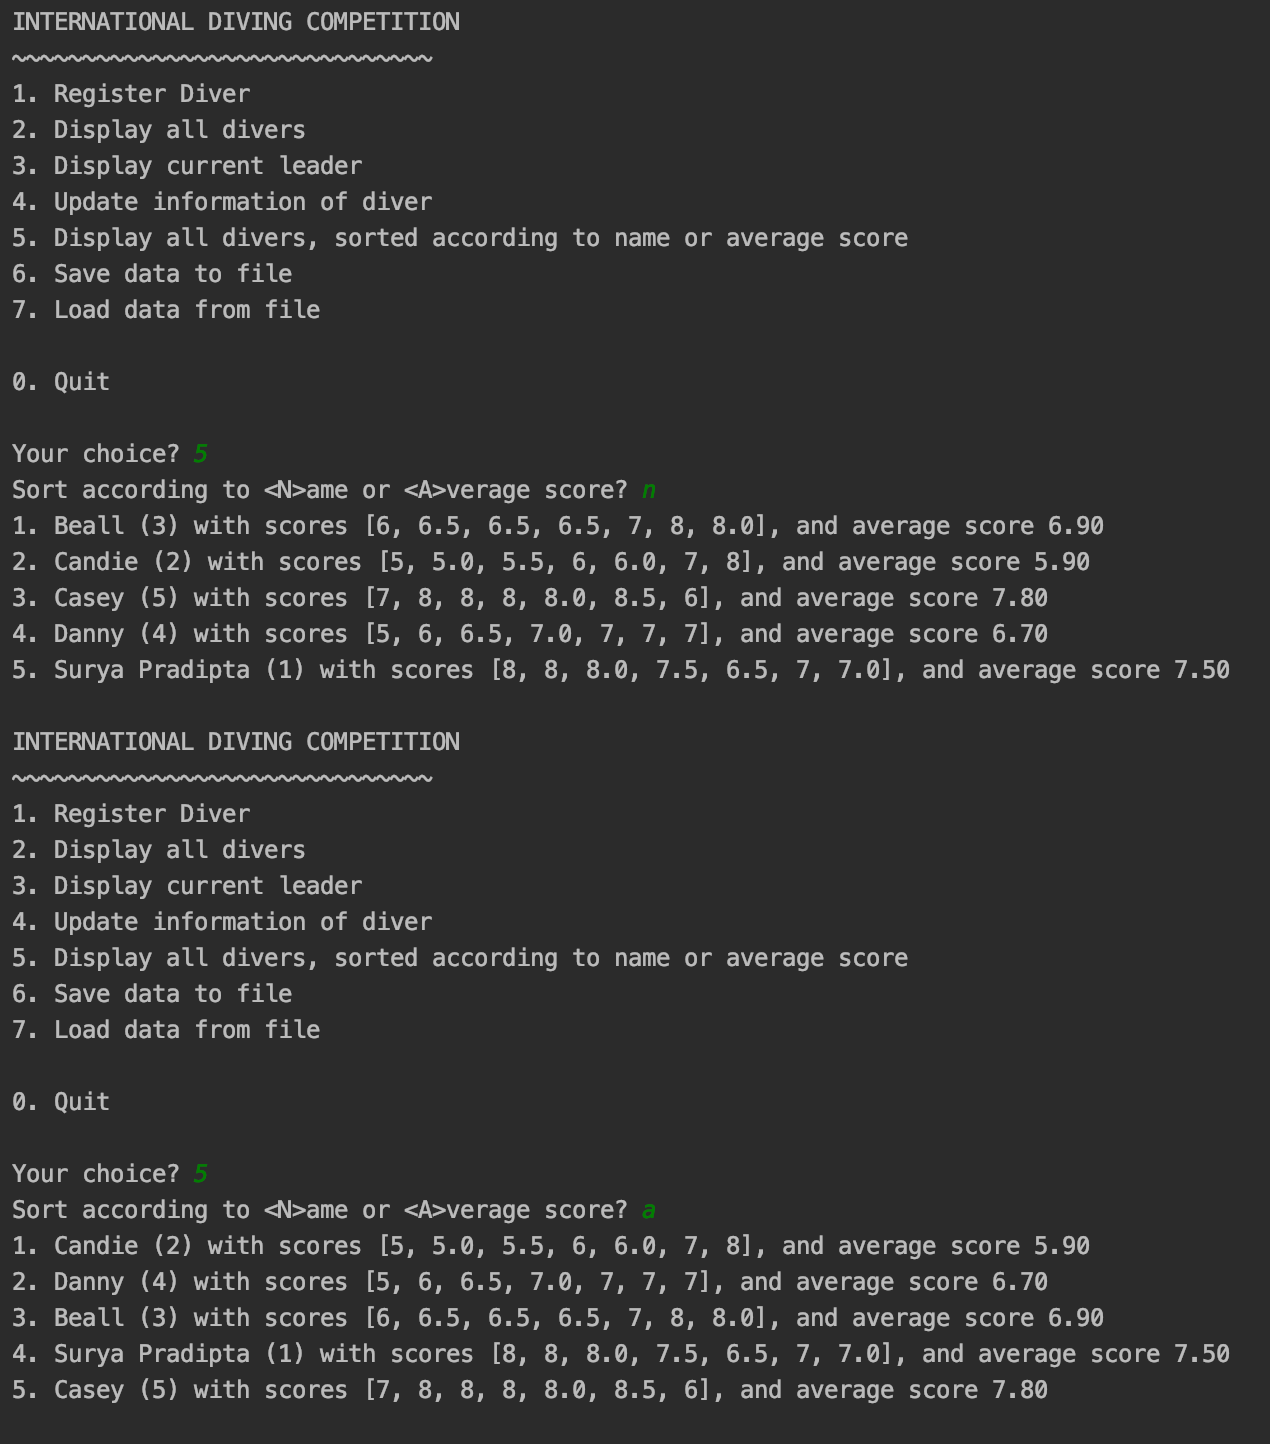 INTERNATIONAL DIVING COMPETITION
~~~~~~~~~~~~~~~~~~~~~~~~~~~~~~
1. Register Diver
2. Display all divers
3. Display current leader
4. Update information of diver
5. Display all divers, sorted according to name or average score
6. Save data to file
7. Load data from file
0. Quit
Your choice? 5
Sort according to <N>ame or <A>verage score? n
1. Beall (3) with scores [6, 6.5, 6.5, 6.5, 7, 8, 8.0], and average score 6.90
2. Candie (2) with scores [5, 5.0, 5.5, 6, 6.0, 7, 8], and average score 5.90
3. Casey (5) with scores [7, 8, 8, 8, 8.0, 8.5, 6], and average score 7.80
4. Danny (4) with scores [5, 6, 6.5, 7.0, 7, 7, 7], and average score 6.70
5. Surya Pradipta (1) with scores [8, 8, 8.0, 7.5, 6.5, 7, 7.0], and average score 7.50
INTERNATIONAL DIVING COMPETITION
~~~~~~~~~~~~~~~~~~~~~~~~~~~~~~
1. Register Diver
2. Display all divers
3. Display current leader
4. Update information of diver
5. Display all divers, sorted according to name or average score
6. Save data to file
7. Load data from file
0. Quit
Your choice? 5
Sort according to <N>ame or <A>verage score? a
1. Candie (2) with scores [5, 5.0, 5.5, 6, 6.0, 7, 8], and average score 5.90
2. Danny (4) with scores [5, 6, 6.5, 7.0, 7, 7, 7], and average score 6.70
3. Beall (3) with scores [6, 6.5, 6.5, 6.5, 7, 8, 8.0], and average score 6.90
4. Surya Pradipta (1) with scores [8, 8, 8.0, 7.5, 6.5, 7, 7.0], and average score 7.50
5. Casey (5) with scores [7, 8, 8, 8, 8.0, 8.5, 6], and average score 7.80